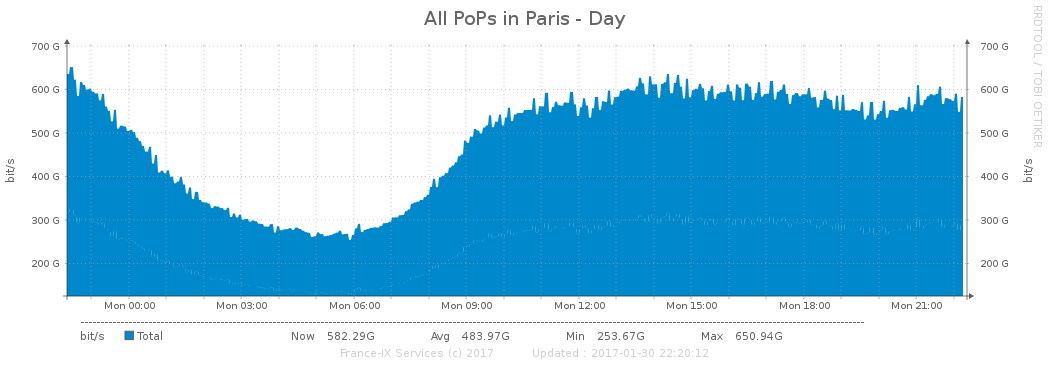 All PoPs in Paris - Day
RRDTOOL / TOBI OETIKER
700 G 700 G
600 G 600 G
500 G 500 G
400 G 400 G
300 G 300 G
200 G 200 G
bit/s bit/s
Mon 00:00 Mon 03:00 Mon 06:00 Mon 09:00 Mon 12:00 Mon 15:00 Mon 18:00 Mon 21:00
bit/s Total Now 582.29G Avg 483.97G Min 253.67G Max 650.94G
France-IX Services (c) 2017 Updated : 2017-01-30 22:20:12